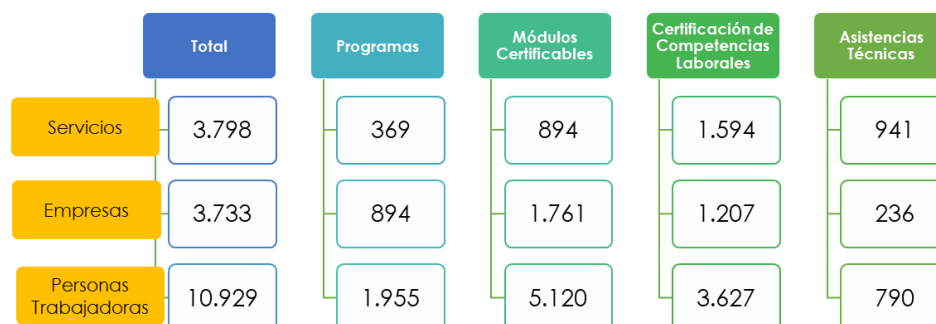 Total
Programas
Módulos
Certificables
Certificación de
Competencias
Laborales
Asistencias
Técnicas
Servicios
3.798
369
894
1.594
941
Empresas
3.733
894
1.761
1.207
236
Personas
Trabajadoras
10.929
1.955
5.120
3.627
790